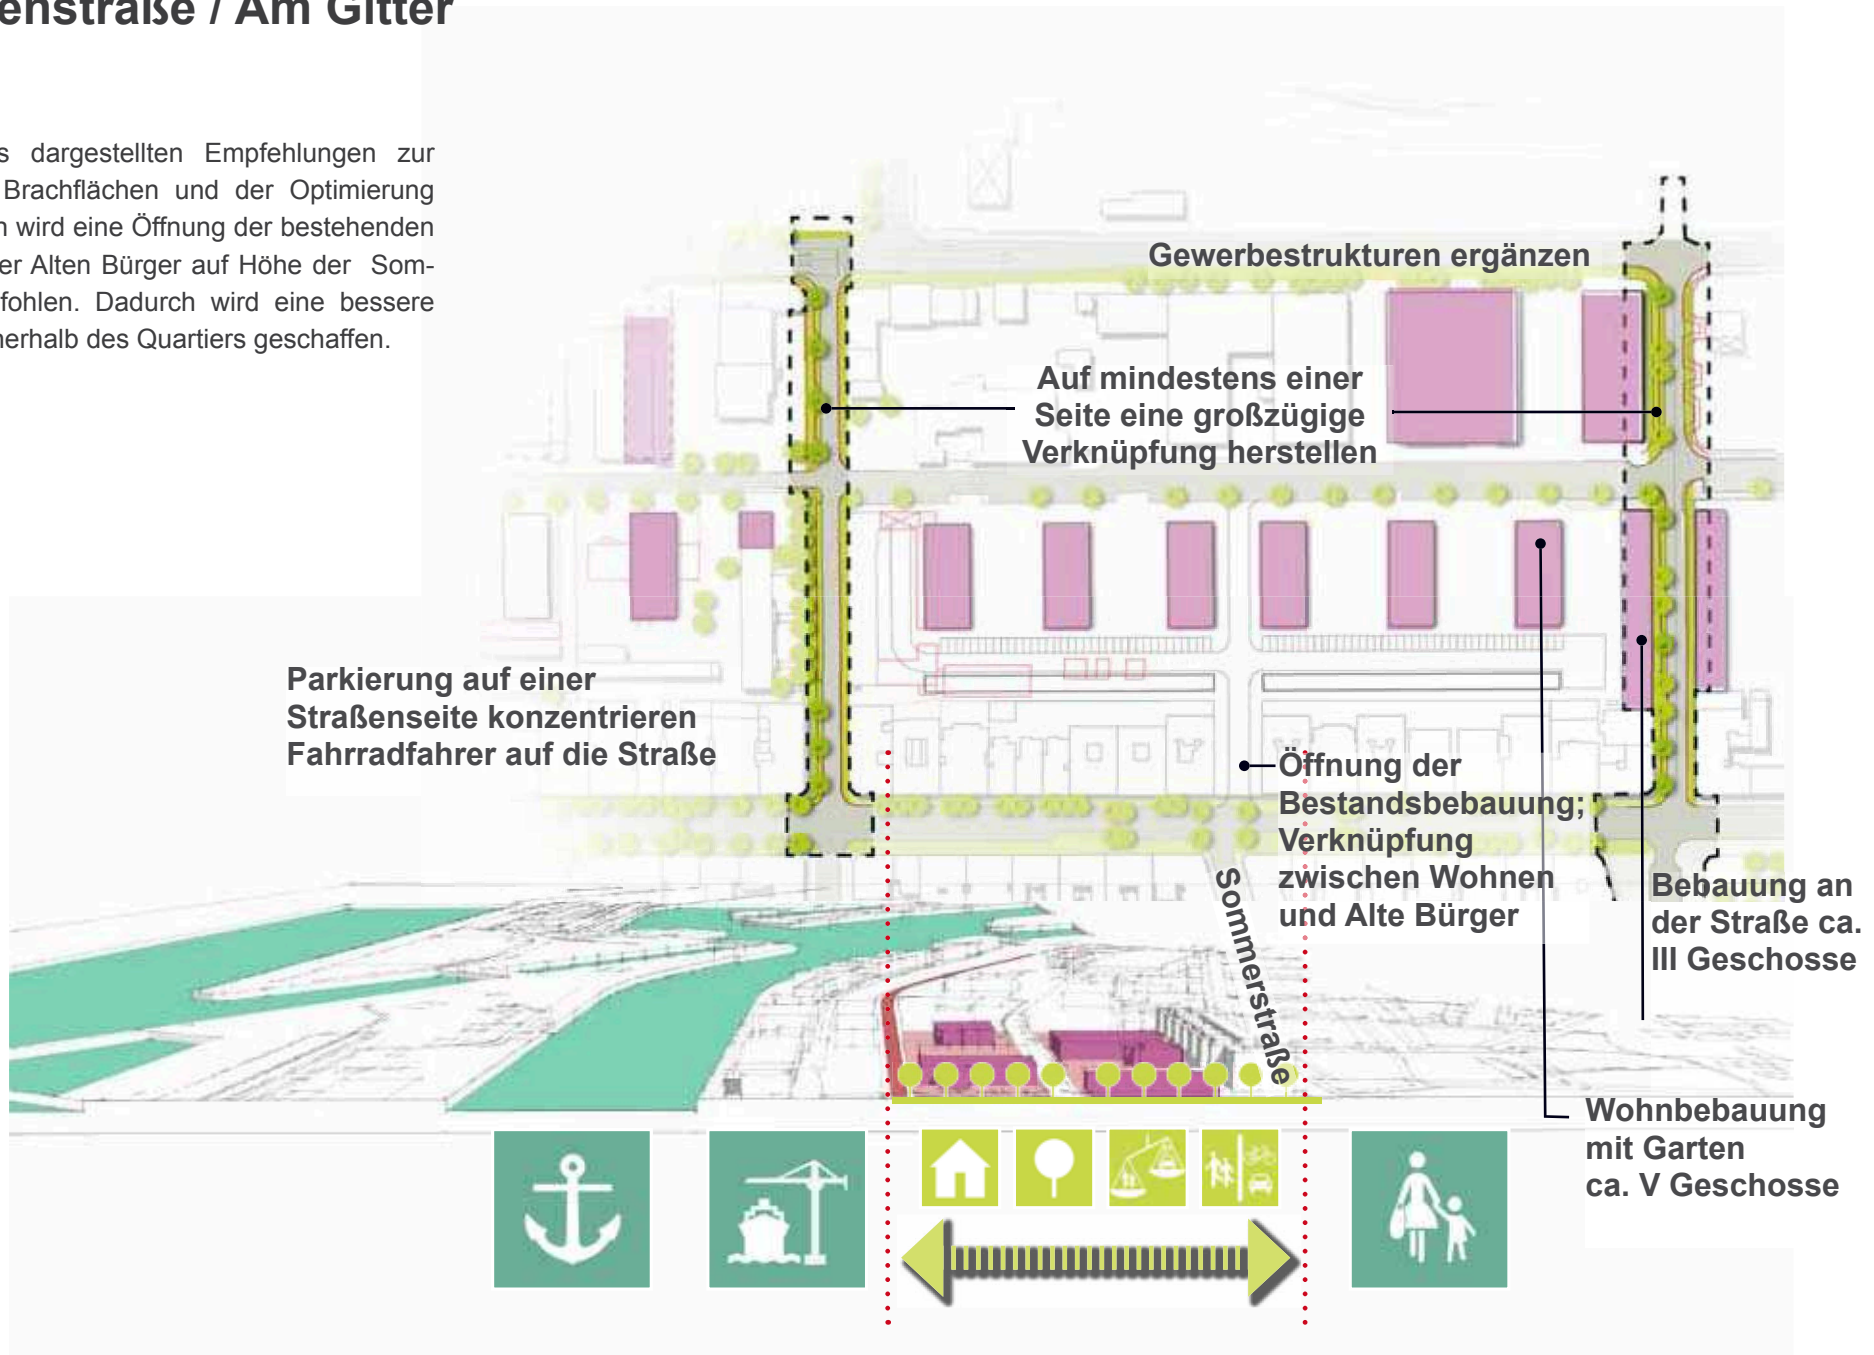 enstraße / Am Gitter
s dargestellten Empfehlungen zur
Brachflächen und der Optimierung
n wird eine Öffnung der bestehenden
er Alten Bürger auf Höhe der Som-
fohlen. Dadurch wird eine bessere
nerhalb des Quartiers geschaffen.
Gewerbestrukturen ergänzen
Auf mindestens einer
Seite eine großzügige
Verknüpfung herstellen
Parkierung auf einer
Straßenseite konzentrieren
Fahrradfahrer auf die Straße
Öffnung der
Bestandsbebauung;
Verknüpfung
zwischen Wohnen
und Alte Bürger
Sommerstraße
Bebauung an
der Straße ca.
III Geschosse
Wohnbebauung
mit Garten
ca. V Geschosse